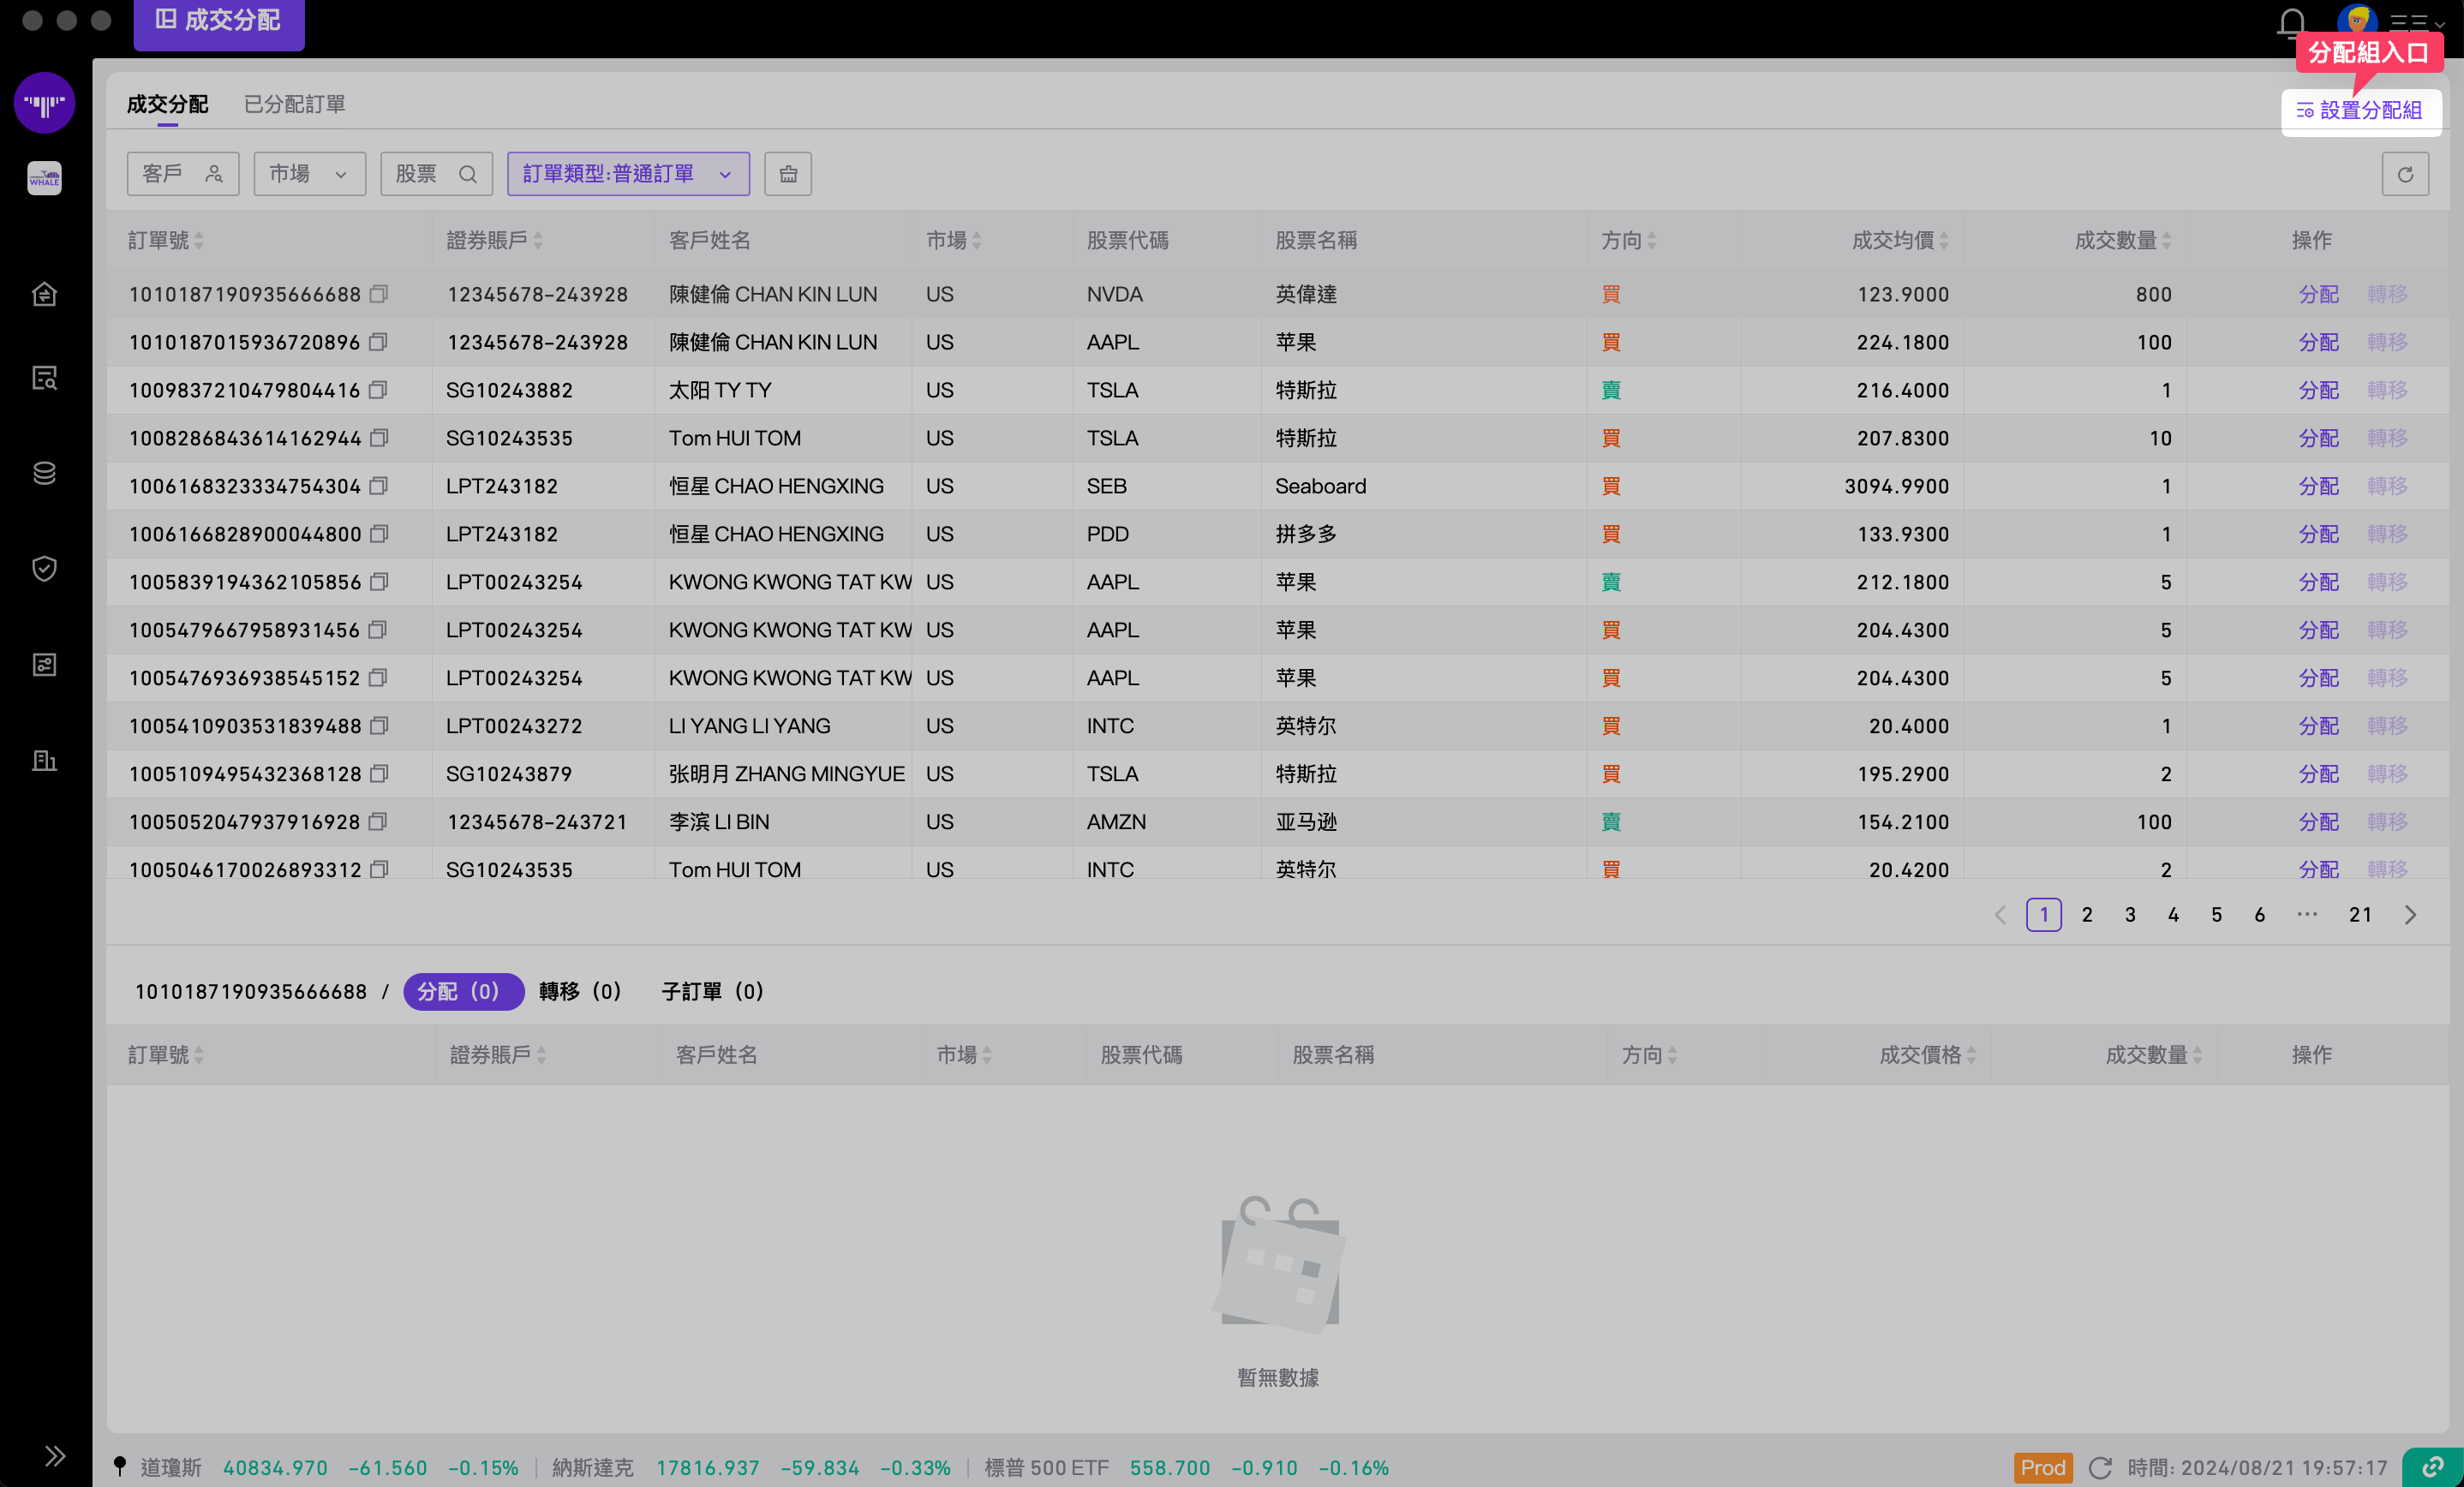 成交分配
三三
分配組入口
成交分配 已分配訂單 設置分配組
WHALE
客戶 市場 股票 訂單類型:普通訂單
訂單號 證券賬戶 客戶姓名 市場 股票代碼 股票名稱 方向 成交均價 成交數量 操作
1010187190935666688 12345678-243928 陳健倫 CHAN KIN LUN US NVDA 英偉達 買 123.9000 800 分配 轉移
1010187015936720896 12345678-243928 陳健倫 CHAN KIN LUN US AAPL 苹果 買 224.1800 100 分配 轉移
1009837210479804416 SG10243882 太阳 TY TY US TSLA 特斯拉 賣 216.4000 1 分配 轉移
1008286843614162944 SG10243535 Tom HUI TOM US TSLA 特斯拉 買 207.8300 10 分配 轉移
1006168323334754304 LPT243182 恒星 CHAO HENGXING US SEB Seaboard 買 3094.9900 1 分配 轉移
1006166828900044800 LPT243182 恒星 CHAO HENGXING US PDD 拼多多 買 133.9300 1 分配 轉移
1005839194362105856 LPT00243254 KWONG KWONG TAT KW US AAPL 苹果 賣 212.1800 5 分配 轉移
1005479667958931456 LPT00243254 KWONG KWONG TAT KW US AAPL 苹果 買 204.4300 5 分配 轉移
1005476936938545152 LPT00243254 KWONG KWONG TAT KW US AAPL 苹果 買 204.4300 5 分配 轉移
1005410903531839488 LPT00243272 LI YANG LI YANG US INTC 英特尔 買 20.4000 1 分配 轉移
1005109495432368128 SG10243879 张明月 ZHANG MINGYUE US TSLA 特斯拉 買 195.2900 2 分配 轉移
1005052047937916928 12345678-243721 李滨 LI BIN US AMZN 亚马逊 賣 154.2100 100 分配 轉移
1005046170026893312 SG10243535 Tom HUI TOM US INTC 英特尔 買 20.4200 2 分配 轉移
1 2 3 4 5 6 ··· 21
1010187190935666688 / 分配（0） 轉移（0） 子訂單（0）
訂單號 證券賬戶 客戶姓名 市場 股票代碼 股票名稱 方向 成交價格 成交數量 操作
暫無數據
道瓊斯 40834.970 -61.560 -0.15% 納斯達克 17816.937 -59.834 -0.33% 標普 500 ETF 558.700 -0.910 -0.16% Prod 時間: 2024/08/21 19:57:17